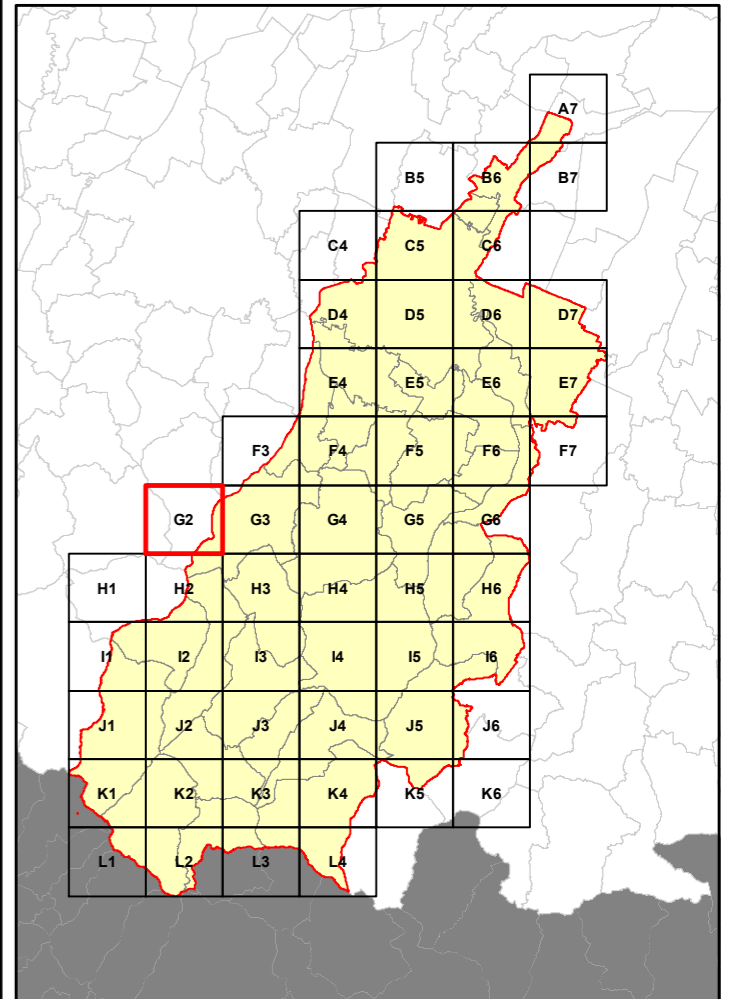 A7
B5 B6 B7
C4 C5 C6
D4 D5 D6 D7
E4 E5 E6 E7
F3 F4 F5 F6 F7
G2 G3 G4 G5 G6
H1 H2 H3 H4 H5 H6
I1 I2 I3 I4 I5 I6
J1 J2 J3 J4 J5 J6
K1 K2 K3 K4 K5 K6
L1 L2 L3 L4